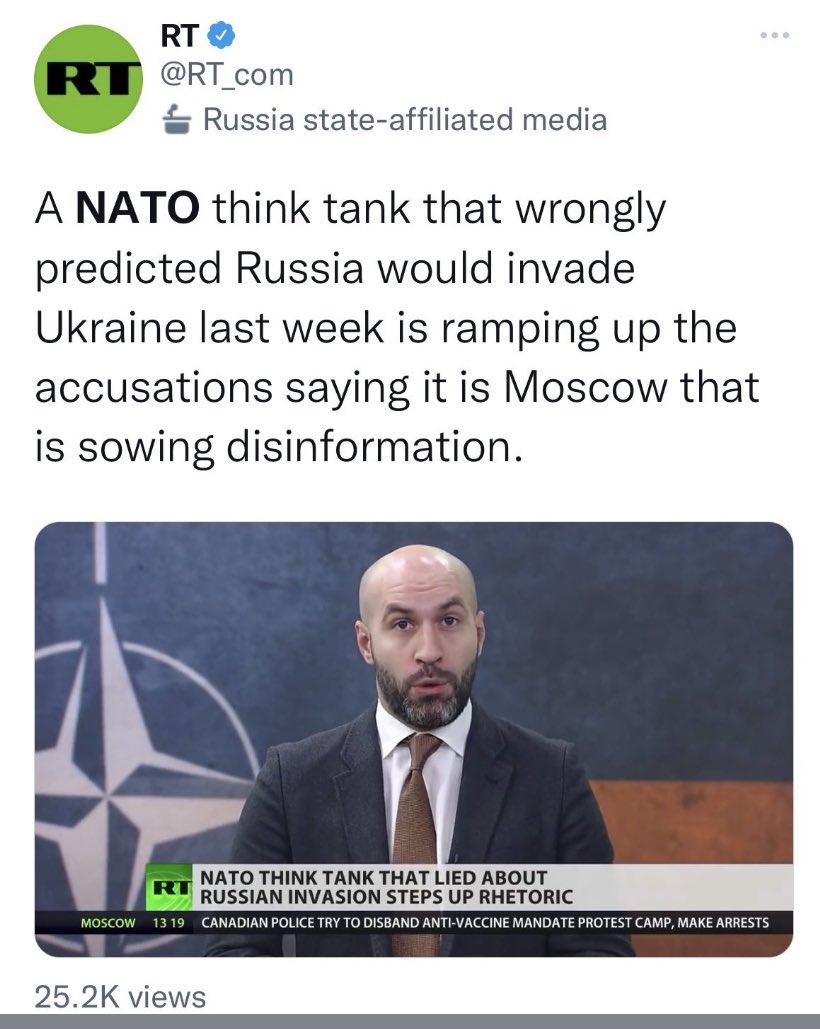 RT
RT
@RT_com
Russia state-affiliated media
A NATO think tank that wrongly
predicted Russia would invade
Ukraine last week is ramping up the
accusations saying it is Moscow that
is sowing disinformation.
RT
NATO THINK TANK THAT LIED ABOUT
RUSSIAN INVASION STEPS UP RHETORIC
MOSCOW 13 19 CANADIAN POLICE TRY TO DISBAND ANTI-VACCINE MANDATE PROTEST CAMP, MAKE ARRESTS
25.2K views